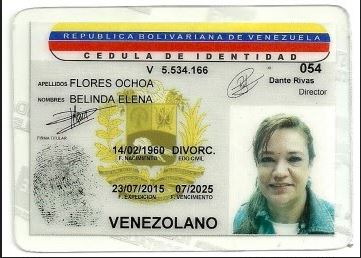 REPUBLICA BOLIVARIANA DE VENEZUELA
CEDULA DE IDENTIDAD
V 5.534.166 054
APELLIDOS FLORES OCHOA
Dante Rivas
Director
NOMBRES BELINDA ELENA
FIRMA TITULAR
14/02/1960 DIVORC.
F. NACIMIENTO EDO CIVIL
23/07/2015 07/2025
F. EXPEDICION F. VENCIMIENTO
VENEZOLANO